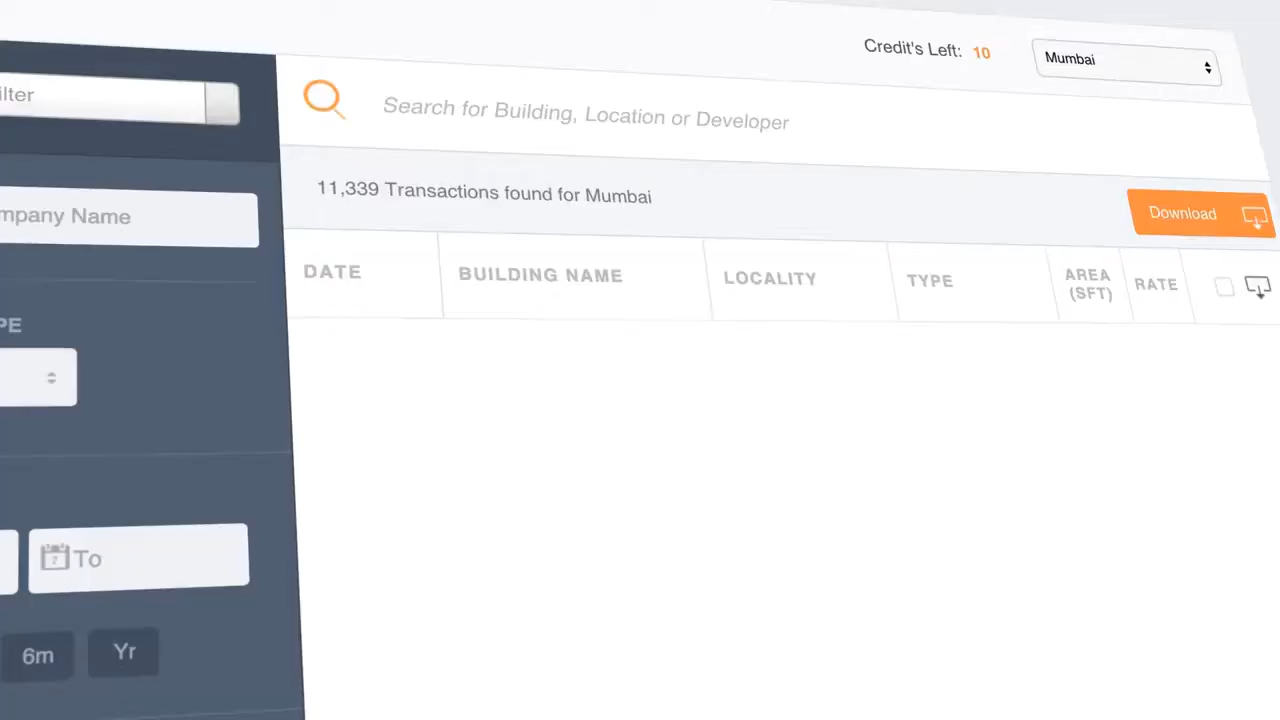 Credit's Left: 10
Mumbai
ilter
Search for Building, Location or Developer
11,339 Transactions found for Mumbai
Download
mpany Name
DATE
BUILDING NAME
LOCALITY
TYPE
AREA
(SFT)
RATE
PE
7
To
6m
Yr